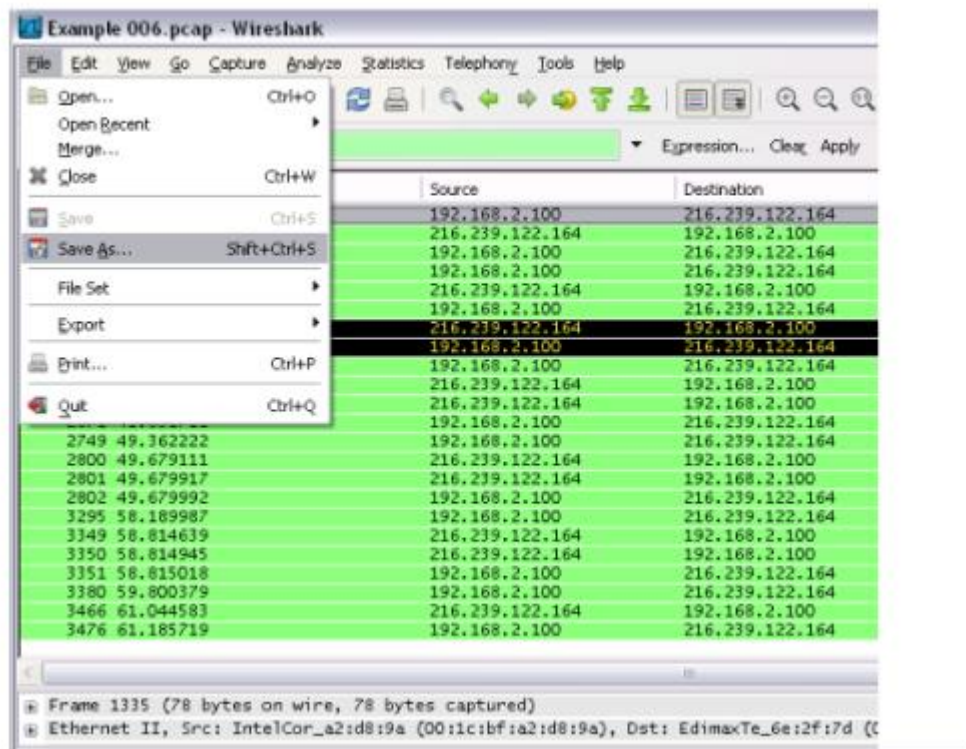 Example 006.pcap - Wireshark
File Edit View Go Capture Analyze Statistics Telephony Tools Help
Open... Ctrl+O
Open Recent
Merge...
Close Ctrl+W
Save Ctrl+S
Save As... Shift+Ctrl+S
File Set
Export
Print... Ctrl+P
Quit Ctrl+Q
Expression... Clear Apply
Source Destination
192.168.2.100 216.239.122.164
216.239.122.164 192.168.2.100
192.168.2.100 216.239.122.164
192.168.2.100 216.239.122.164
216.239.122.164 192.168.2.100
192.168.2.100 216.239.122.164
216.239.122.164 192.168.2.100
192.168.2.100 216.239.122.164
192.168.2.100 216.239.122.164
216.239.122.164 192.168.2.100
216.239.122.164 192.168.2.100
192.168.2.100 216.239.122.164
2749 49.362222 192.168.2.100 216.239.122.164
2800 49.679111 216.239.122.164 192.168.2.100
2801 49.679917 216.239.122.164 192.168.2.100
2802 49.679992 192.168.2.100 216.239.122.164
3295 58.189987 192.168.2.100 216.239.122.164
3349 58.814639 216.239.122.164 192.168.2.100
3350 58.814945 216.239.122.164 192.168.2.100
3351 58.815018 192.168.2.100 216.239.122.164
3380 59.800379 192.168.2.100 216.239.122.164
3466 61.044583 216.239.122.164 192.168.2.100
3476 61.185719 192.168.2.100 216.239.122.164
Frame 1335 (78 bytes on wire, 78 bytes captured)
Ethernet II, Src: IntelCor_a2:d8:9a (00:1c:bf:a2:d8:9a), Dst: EdimaxTe_6e:2f:7d (